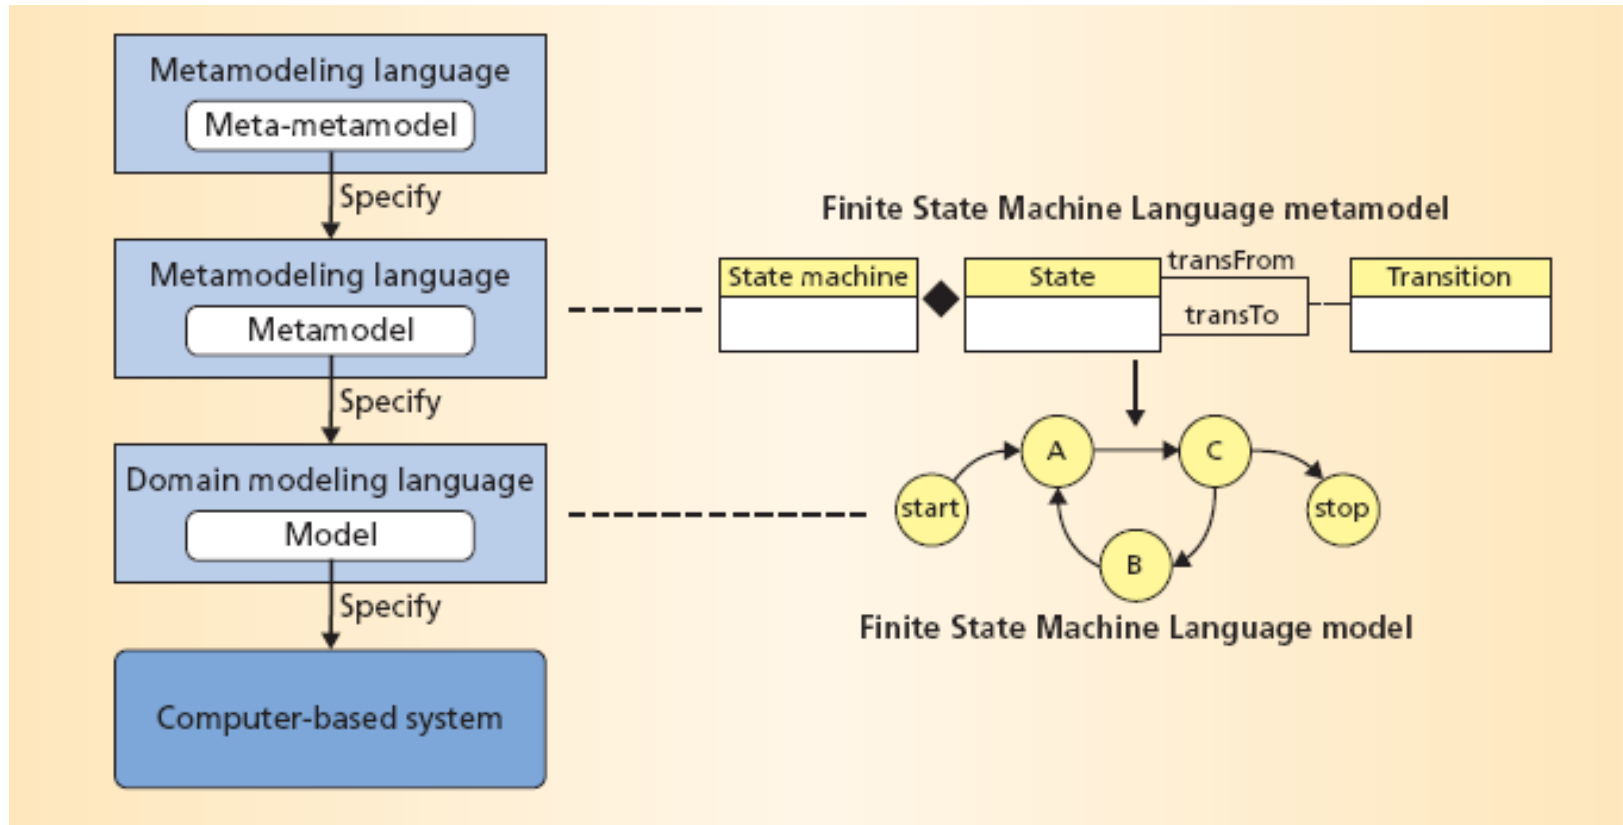 Metamodeling language
Meta-metamodel
Specify
Metamodeling language
Metamodel
Specify
Domain modeling language
Model
Specify
Computer-based system
Finite State Machine Language metamodel
State machine
State
transFrom
transTo
Transition
A
C
start
stop
B
Finite State Machine Language model